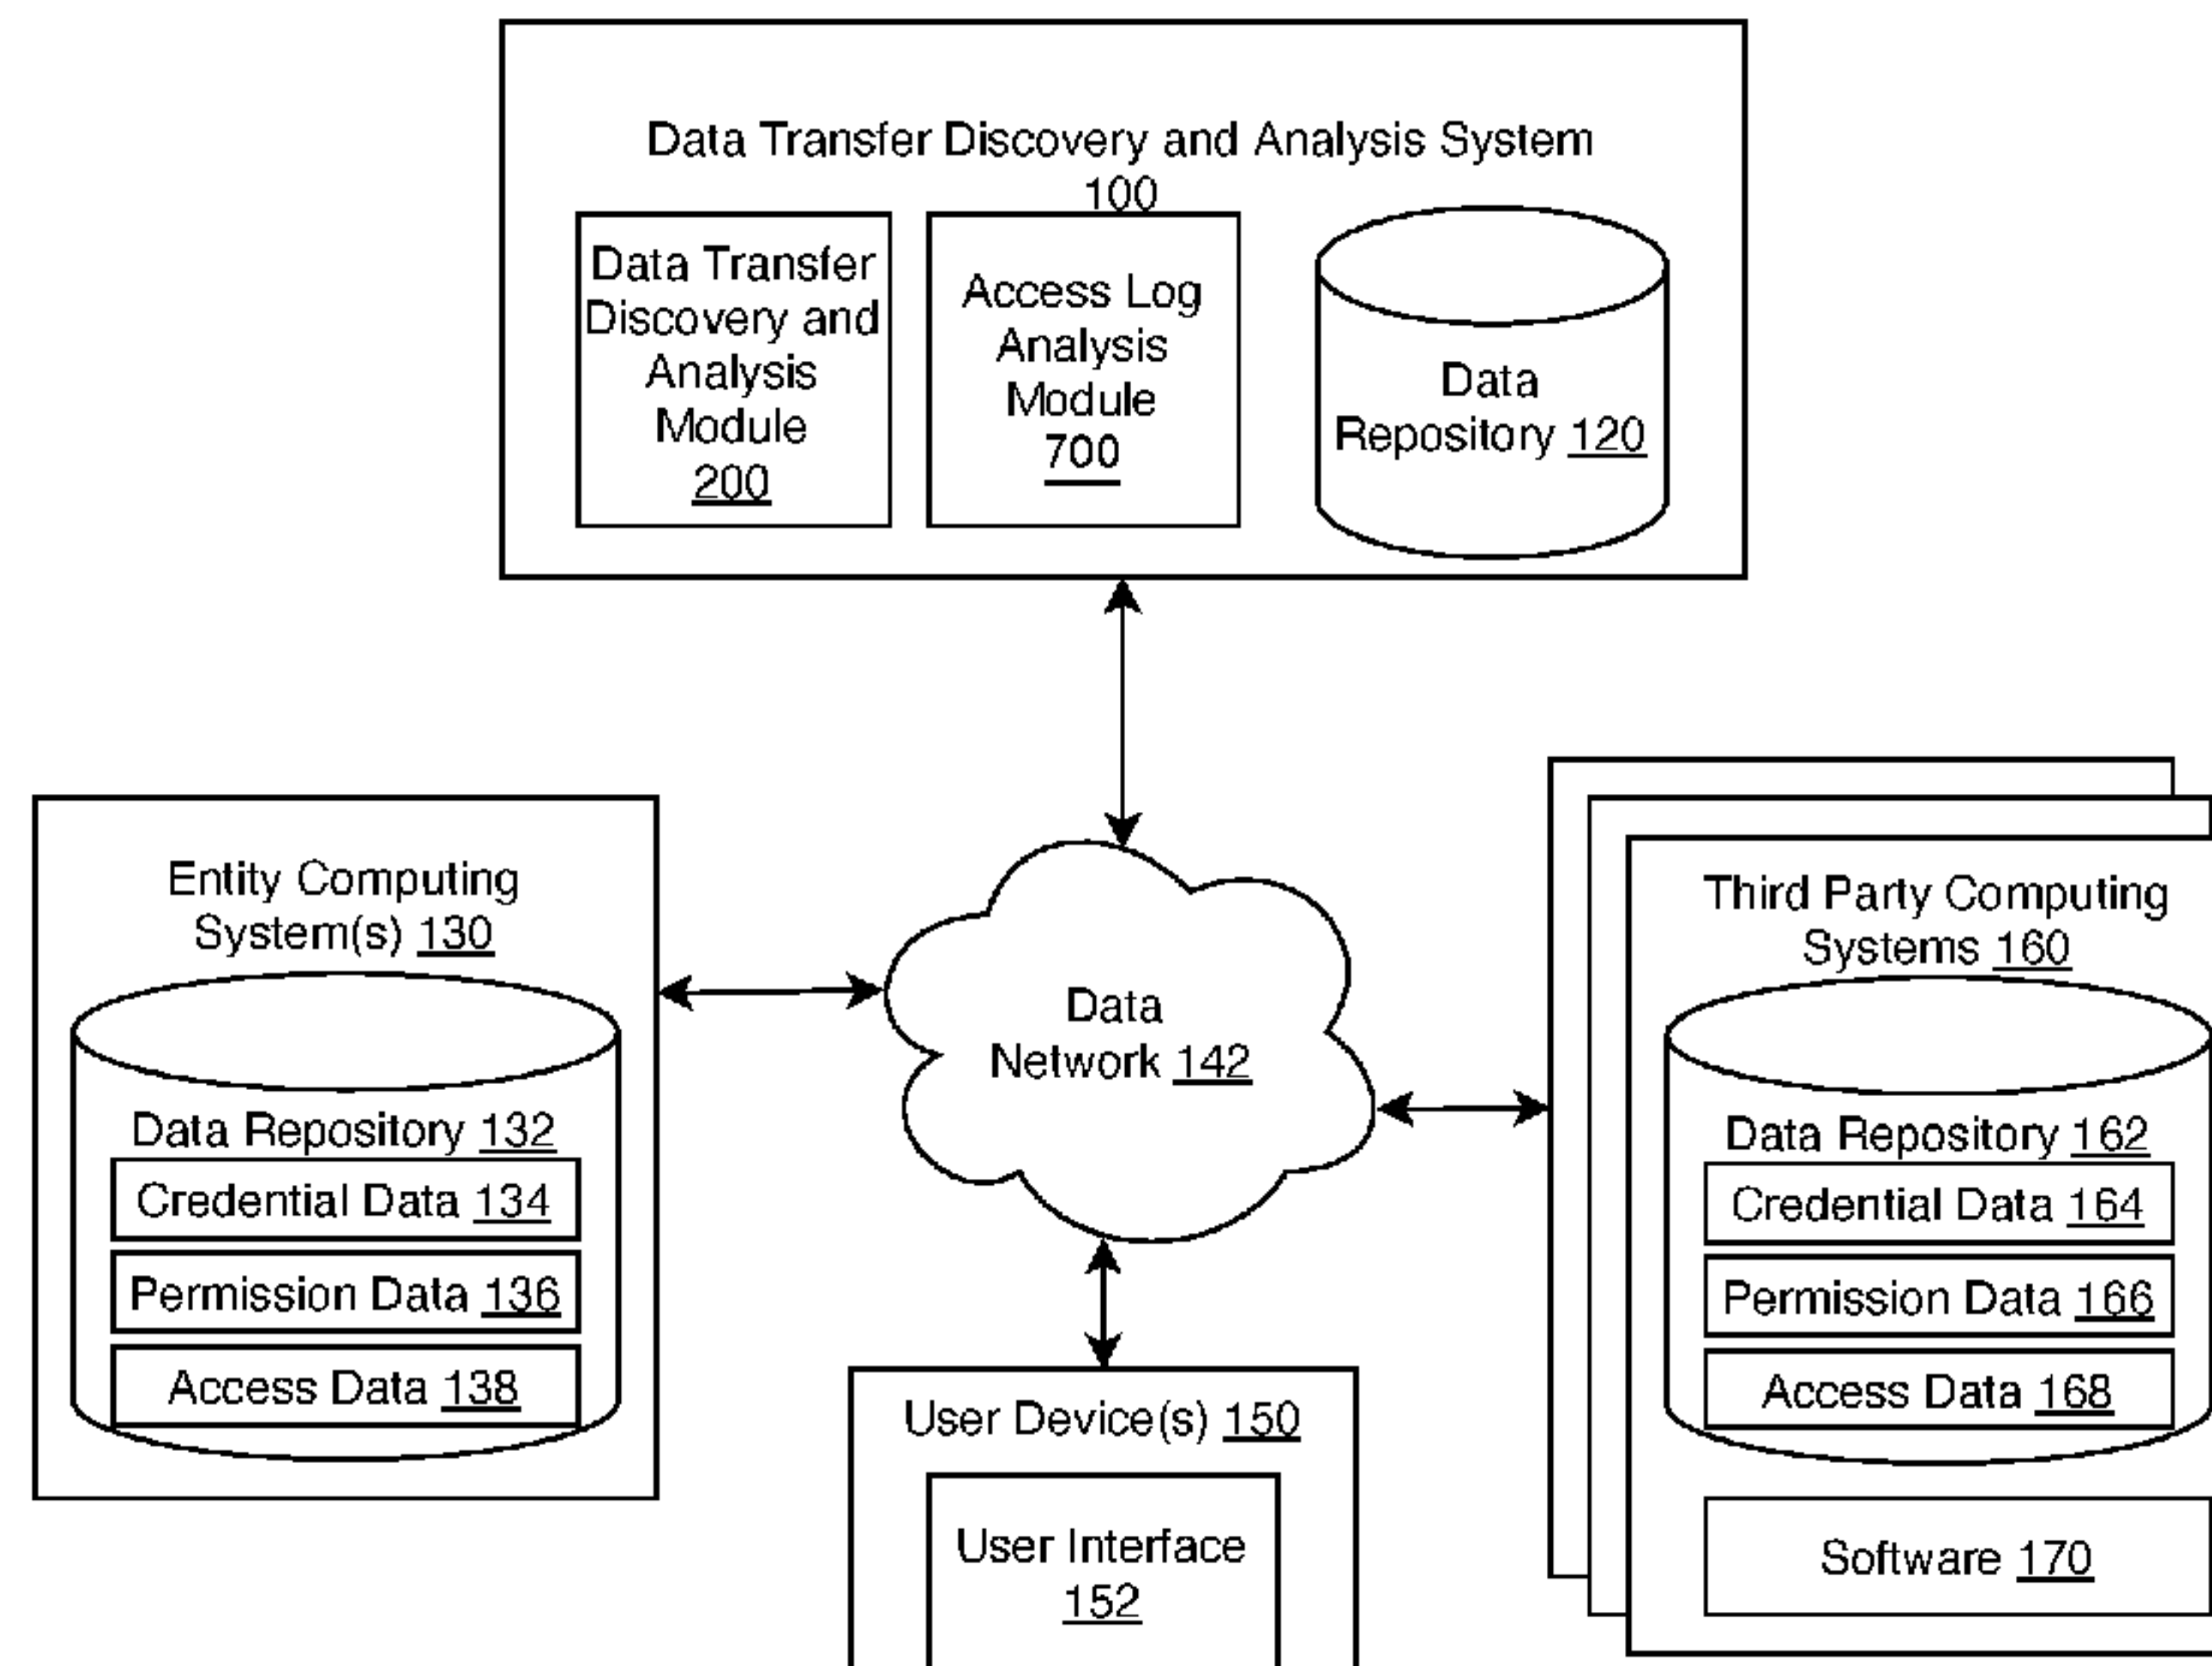 Data Transfer Discovery and Analysis System
100
Data Transfer
Discovery and
Analysis
Module
200
Access Log
Analysis
Module
700
Data
Repository 120
Entity Computing
System(s) 130
Data Repository 132
Credential Data 134
Permission Data 136
Access Data 138
Data
Network 142
Third Party Computing
Systems 160
Data Repository 162
Credential Data 164
Permission Data 166
Access Data 168
Software 170
User Device(s) 150
User Interface
152